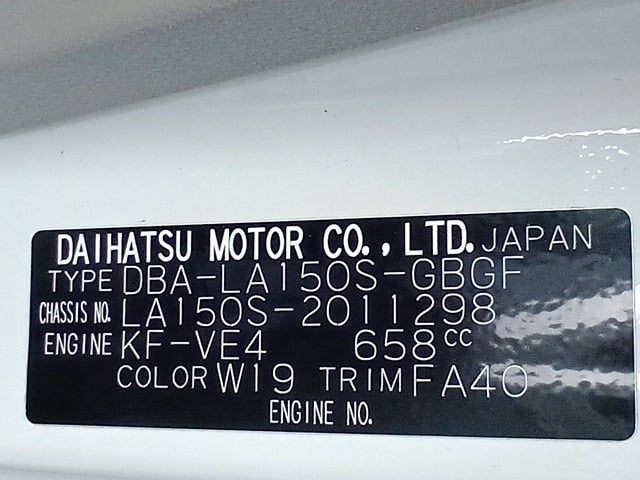 DAIHATSU MOTOR CO., LTD. JAPAN
TYPE DBA-LA150S-GBGF
CHASSIS NO. LA150S-2011298
ENGINE KF-VE4 658cc
COLOR W19 TRIM FA40
ENGINE NO.